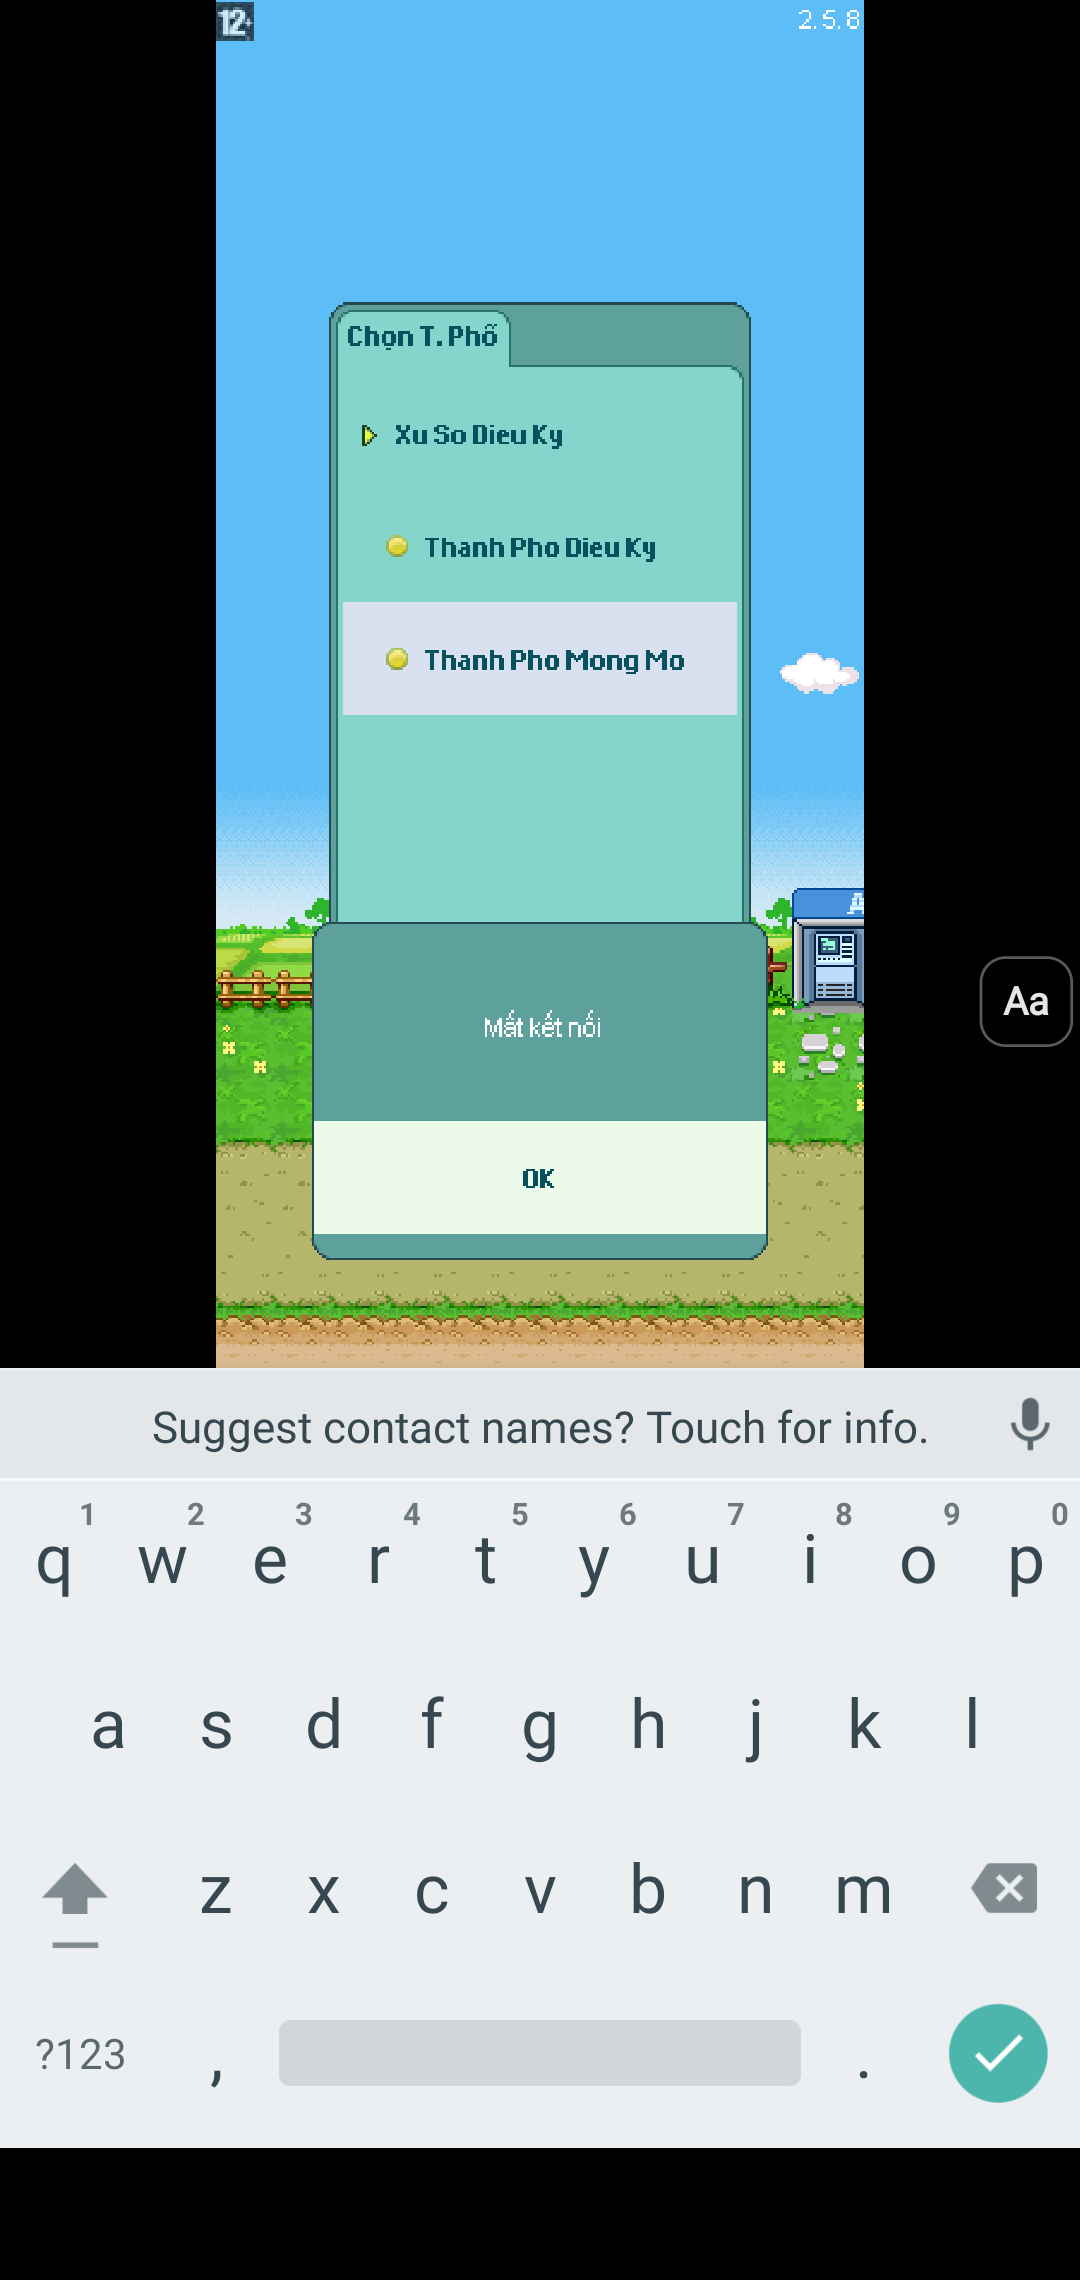 12+
2.5.8
Chọn T. Phố
Xu So Dieu Ky
Thanh Pho Dieu Ky
Thanh Pho Mong Mo
A
Mất kết nối
OK
Aa
Suggest contact names? Touch for info.
1 2 3 4 5 6 7 8 9 0
q w e r t y u i o p
a s d f g h j k l
z x c v b n m
?123 , .